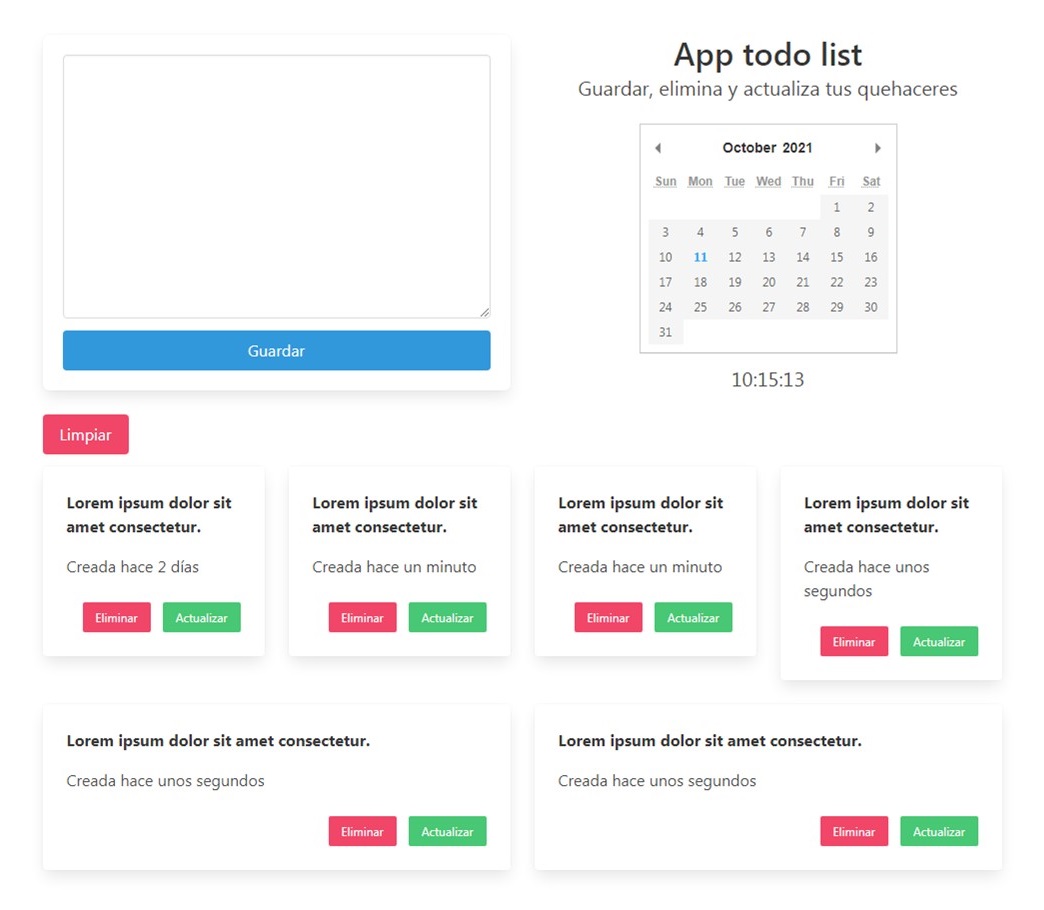 App todo list
Guardar, elimina y actualiza tus quehaceres
October 2021
Sun Mon Tue Wed Thu Fri Sat
1 2
3 4 5 6 7 8 9
10 11 12 13 14 15 16
17 18 19 20 21 22 23
24 25 26 27 28 29 30
31
Guardar
10:15:13
Limpiar
Lorem ipsum dolor sit
amet consectetur.
Creada hace 2 días
Eliminar Actualizar
Lorem ipsum dolor sit
amet consectetur.
Creada hace un minuto
Eliminar Actualizar
Lorem ipsum dolor sit
amet consectetur.
Creada hace un minuto
Eliminar Actualizar
Lorem ipsum dolor sit
amet consectetur.
Creada hace unos
segundos
Eliminar Actualizar
Lorem ipsum dolor sit amet consectetur.
Creada hace unos segundos
Eliminar Actualizar
Lorem ipsum dolor sit amet consectetur.
Creada hace unos segundos
Eliminar Actualizar